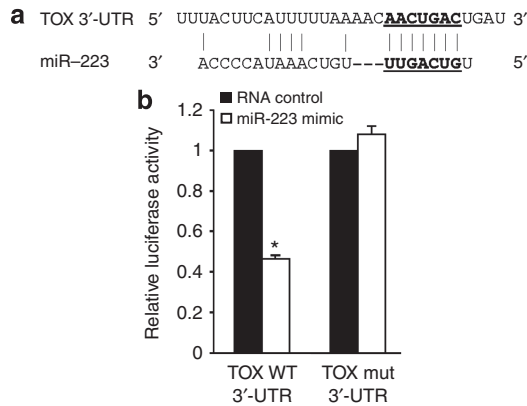 a
TOX 3'-UTR 5' UUUACUUCAUUUUUAAAACAACUGACUGAU 3'
miR–223 3' ACCCCAUAAACUGU---UUGACUGU 5'
b
RNA control
miR-223 mimic
Relative luciferase activity
1.2
1
0.8
0.6
0.4
0.2
0
*
TOX WT TOX mut
3'-UTR 3'-UTR